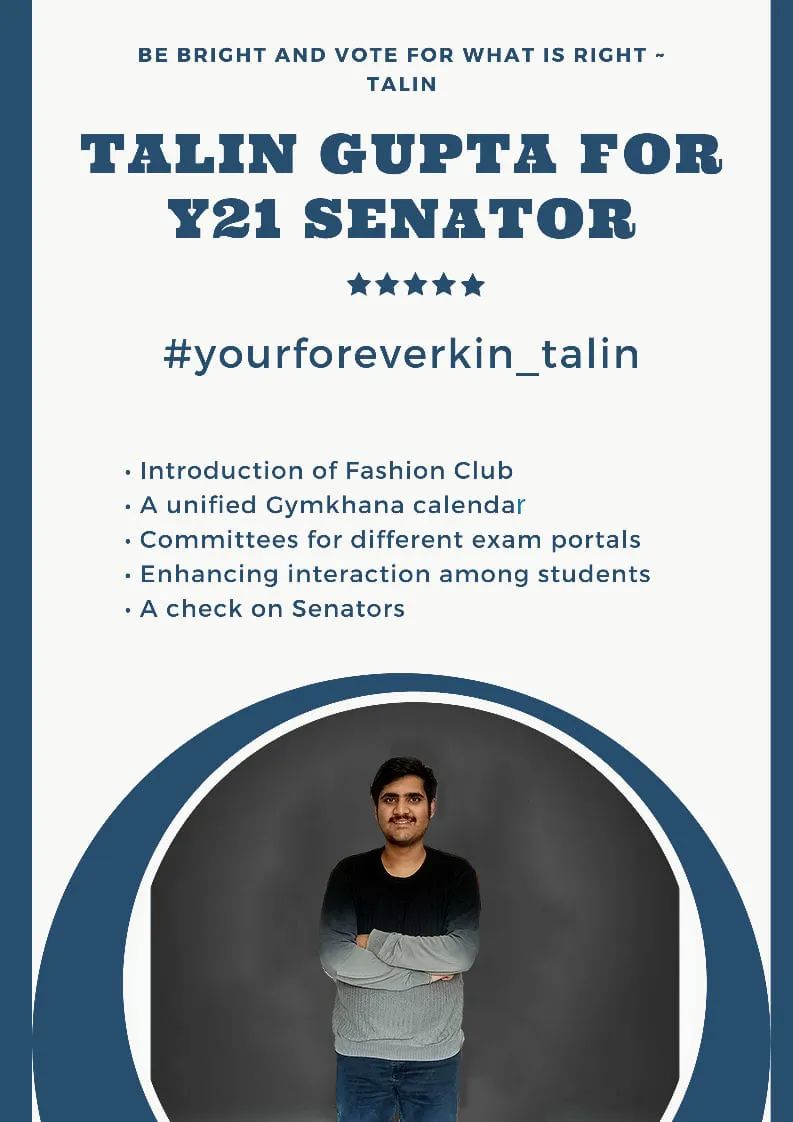 BE BRIGHT AND VOTE FOR WHAT IS RIGHT ~
TALIN
TALIN GUPTA FOR
Y21 SENATOR
#yourforeverkin_talin
• Introduction of Fashion Club
• A unified Gymkhana calendar
• Committees for different exam portals
• Enhancing interaction among students
• A check on Senators